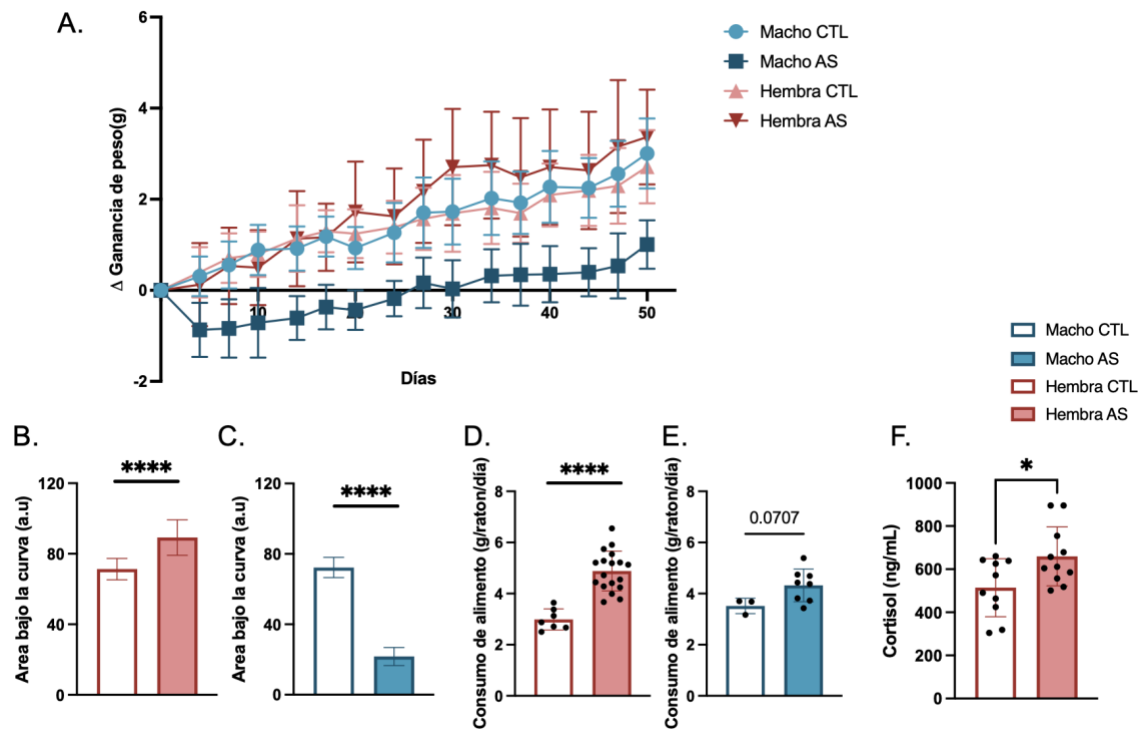 A.
Δ Ganancia de peso(g)
6
4
2
0
-2
10
20
30
40
50
Días
Macho CTL
Macho AS
Hembra CTL
Hembra AS
Macho CTL
Macho AS
Hembra CTL
Hembra AS
B.
Area bajo la curva (a.u)
120
80
40
0
****
C.
Area bajo la curva (a.u)
120
80
40
0
****
D.
Consumo de alimento (g/raton/día)
8
6
4
2
0
****
E.
Consumo de alimento (g/raton/día)
8
6
4
2
0
0.0707
F.
Cortisol (ng/mL)
1000
800
600
400
200
0
*